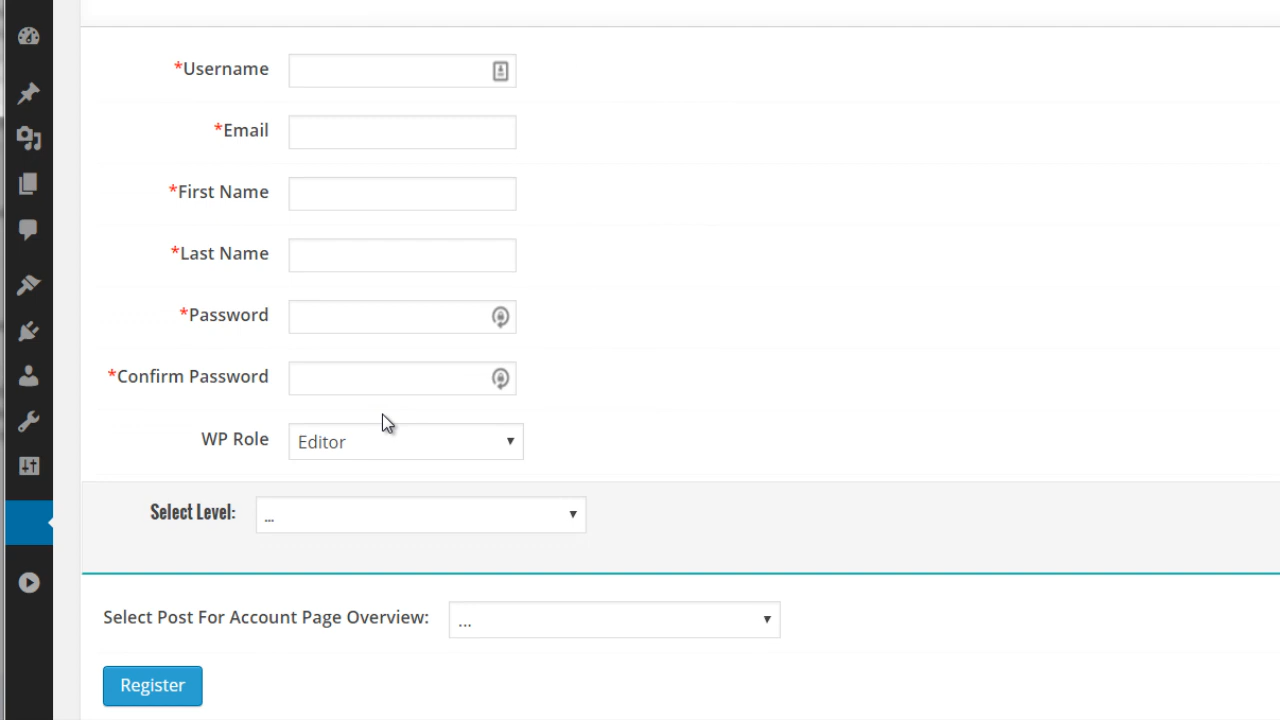 *Username
*Email
*First Name
*Last Name
*Password
*Confirm Password
WP Role Editor
Select Level: ...
Select Post For Account Page Overview: ...
Register